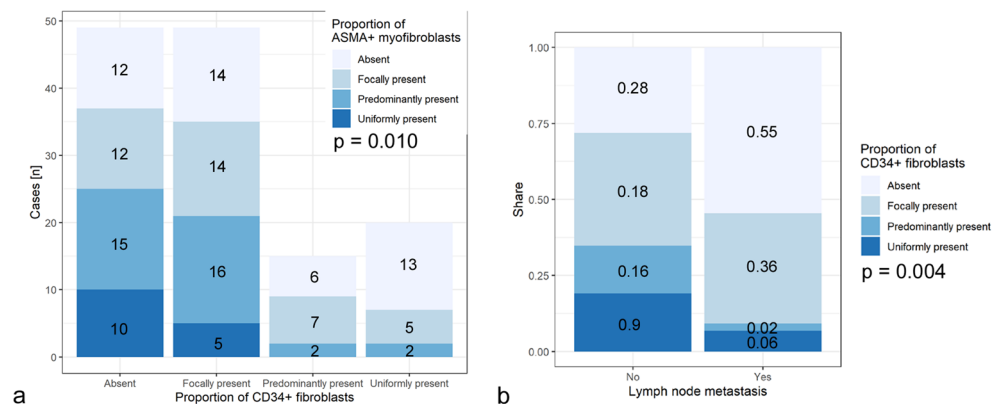 50
40
30
20
10
0
Cases [n]
12
12
15
10
14
14
16
5
6
7
2
13
5
2
Absent
Focally present
Predominantly present
Uniformly present
Proportion of CD34+ fibroblasts
Proportion of
ASMA+ myofibroblasts
Absent
Focally present
Predominantly present
Uniformly present
p = 0.010
a
1.00
0.75
0.50
0.25
0.00
Share
0.28
0.18
0.16
0.9
0.55
0.36
0.02
0.06
No
Yes
Lymph node metastasis
Proportion of
CD34+ fibroblasts
Absent
Focally present
Predominantly present
Uniformly present
p = 0.004
b